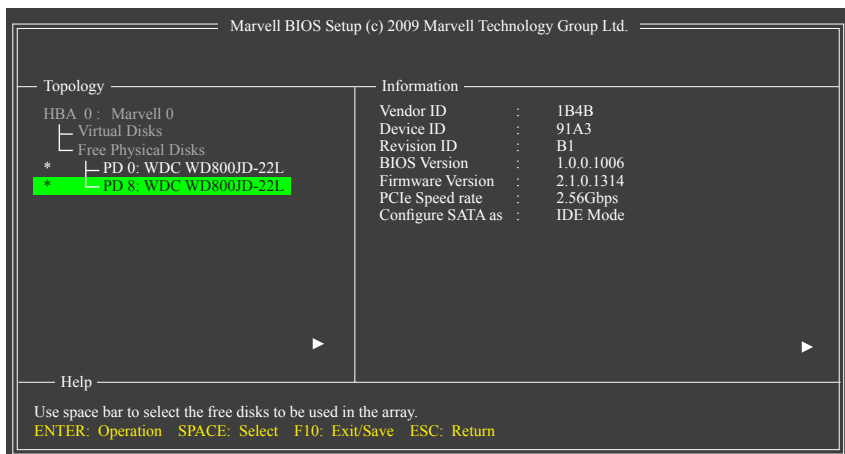 Marvell BIOS Setup (c) 2009 Marvell Technology Group Ltd.
Topology
HBA 0 : Marvell 0
Virtual Disks
Free Physical Disks
* PD 0: WDC WD800JD-22L
* PD 8: WDC WD800JD-22L
Information
Vendor ID : 1B4B
Device ID : 91A3
Revision ID : B1
BIOS Version : 1.0.0.1006
Firmware Version : 2.1.0.1314
PCIe Speed rate : 2.56Gbps
Configure SATA as : IDE Mode
Help
Use space bar to select the free disks to be used in the array.
ENTER: Operation SPACE: Select F10: Exit/Save ESC: Return